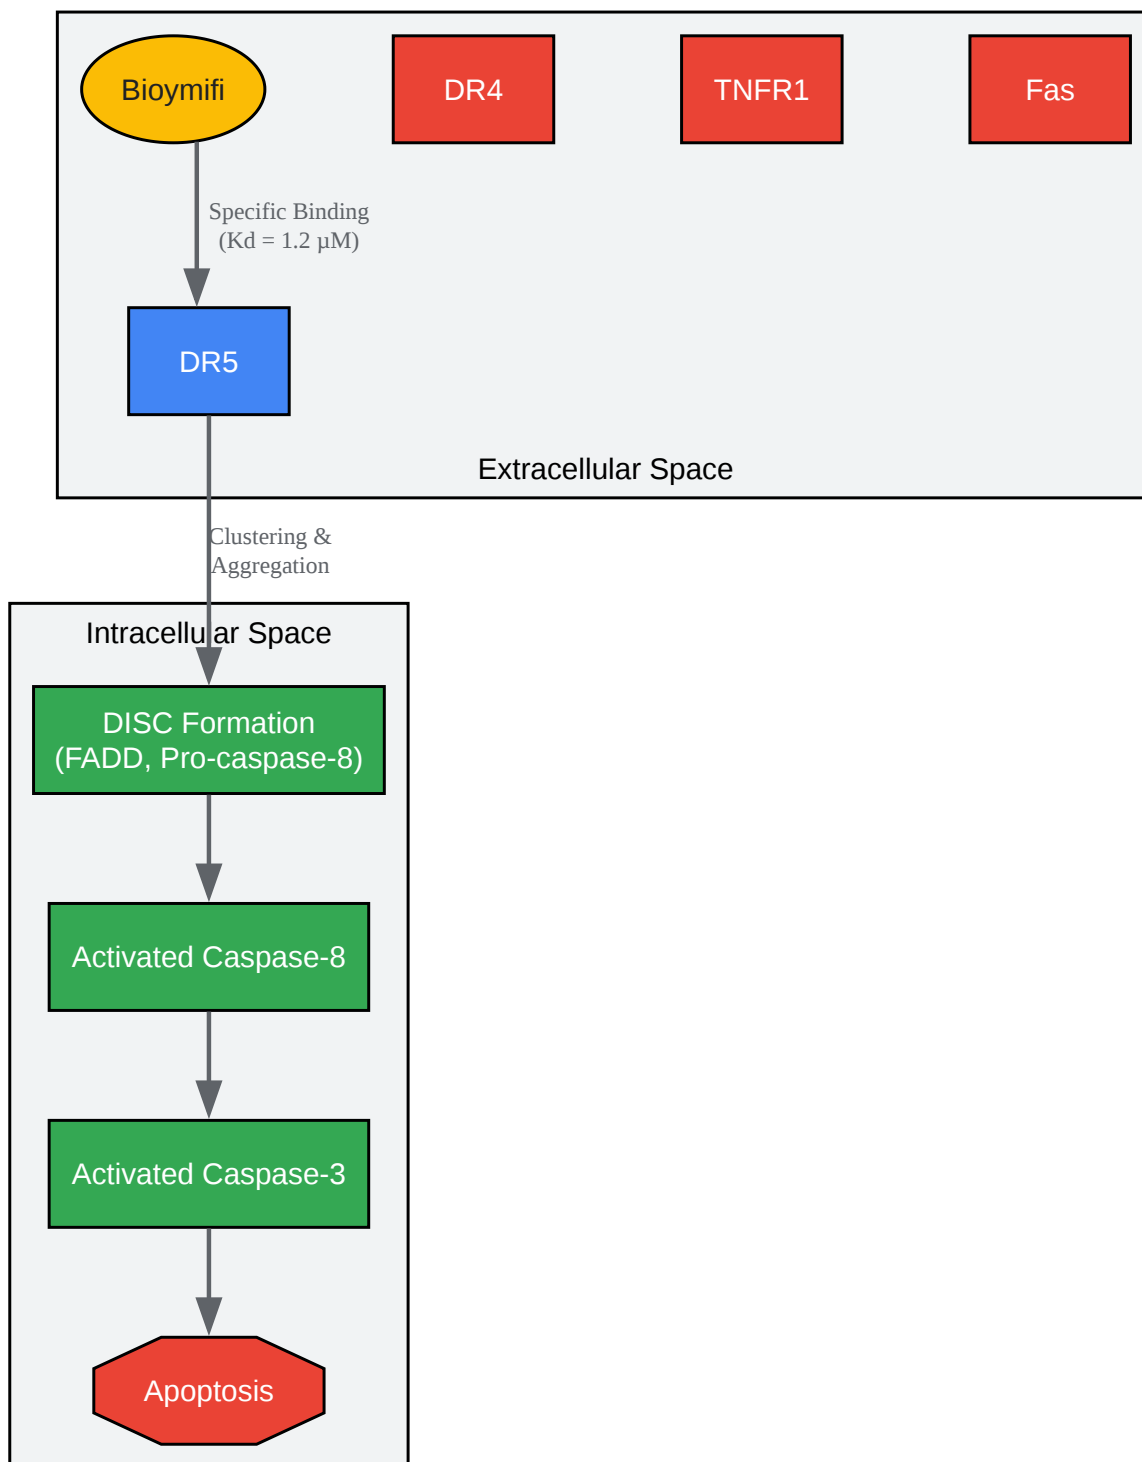 Bioymifi
DR4
TNFR1
Fas
Specific Binding
(Kd = 1.2 µM)
DR5
Extracellular Space
Clustering &
Aggregation
Intracellular Space
DISC Formation
(FADD, Pro-caspase-8)
Activated Caspase-8
Activated Caspase-3
Apoptosis